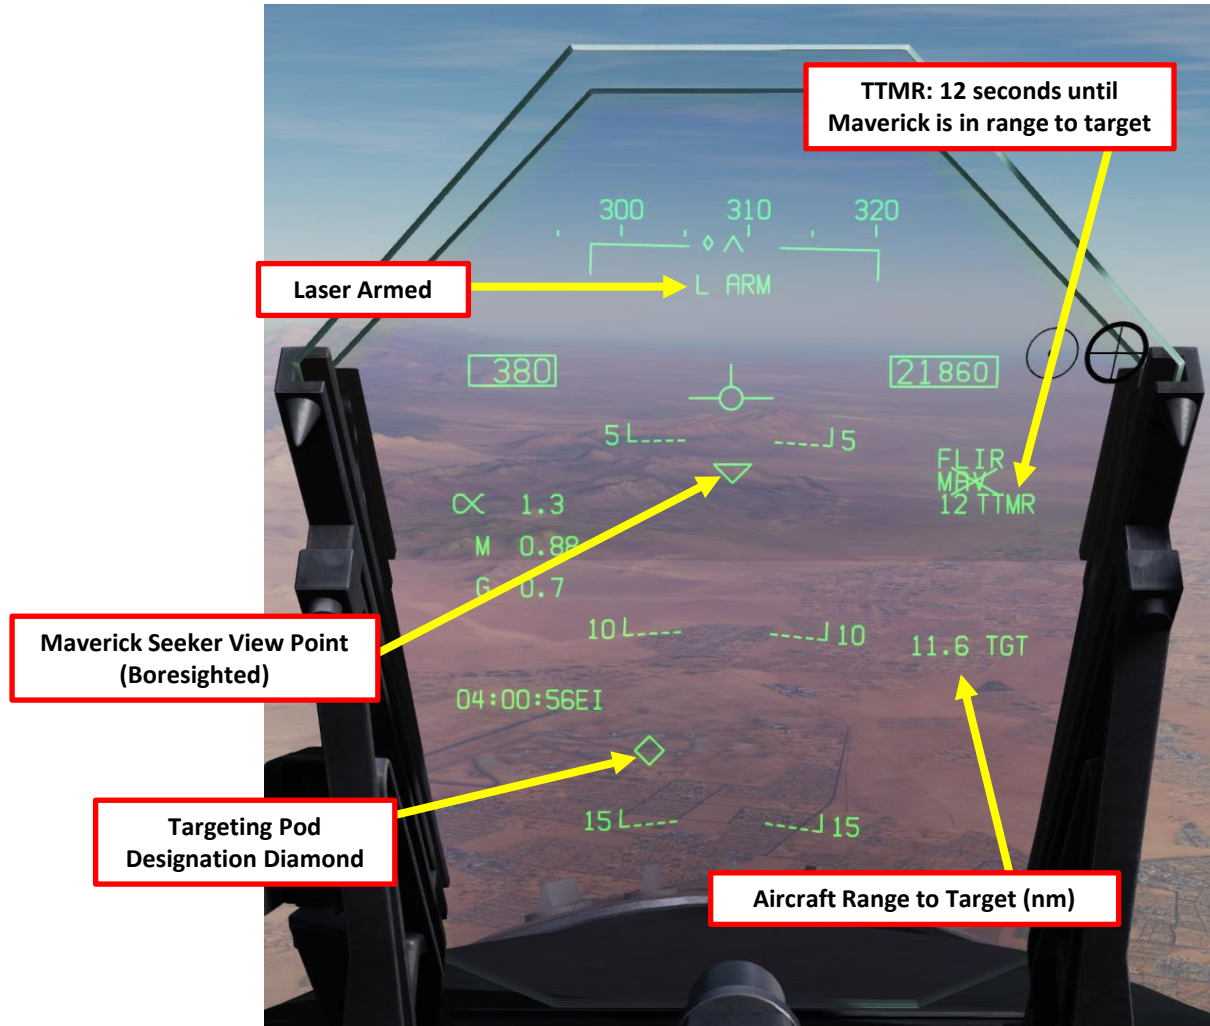 TTMR: 12 seconds until
Maverick is in range to target
300 310 320
Laser Armed
L ARM
380
21860
5 5
FLIR
MAV
12 TTMR
α 1.3
M 0.88
G 0.7
Maverick Seeker View Point
(Boresighted)
10 10
11.6 TGT
04:00:56EI
Targeting Pod
Designation Diamond
15 15
Aircraft Range to Target (nm)